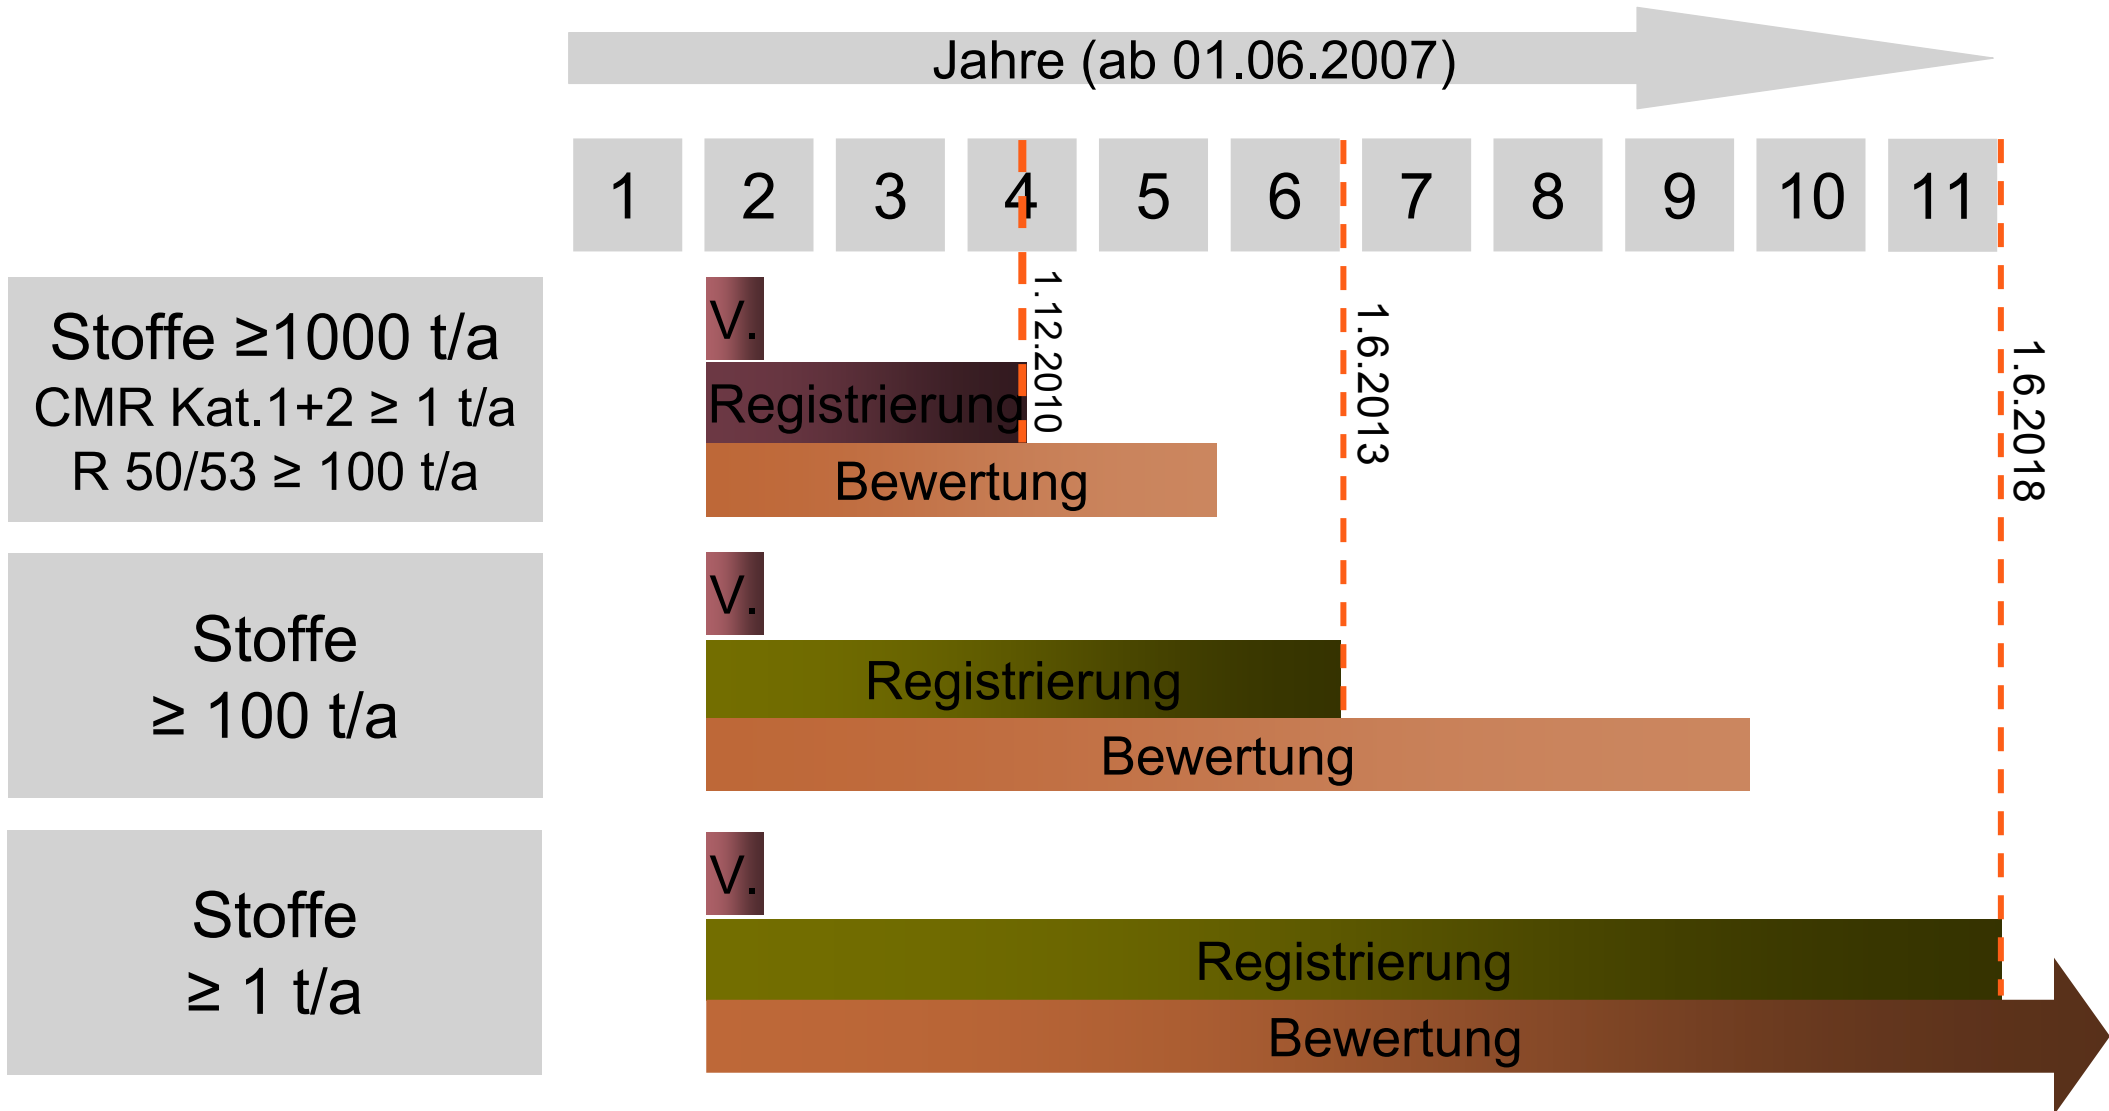 Jahre (ab 01.06.2007)
1 2 3 4 5 6 7 8 9 10 11
Stoffe ≥1000 t/a
CMR Kat.1+2 ≥ 1 t/a
R 50/53 ≥ 100 t/a
V.
Registrierung
Bewertung
1.12.2010
1.6.2013
1.6.2018
Stoffe
≥ 100 t/a
V.
Registrierung
Bewertung
Stoffe
≥ 1 t/a
V.
Registrierung
Bewertung